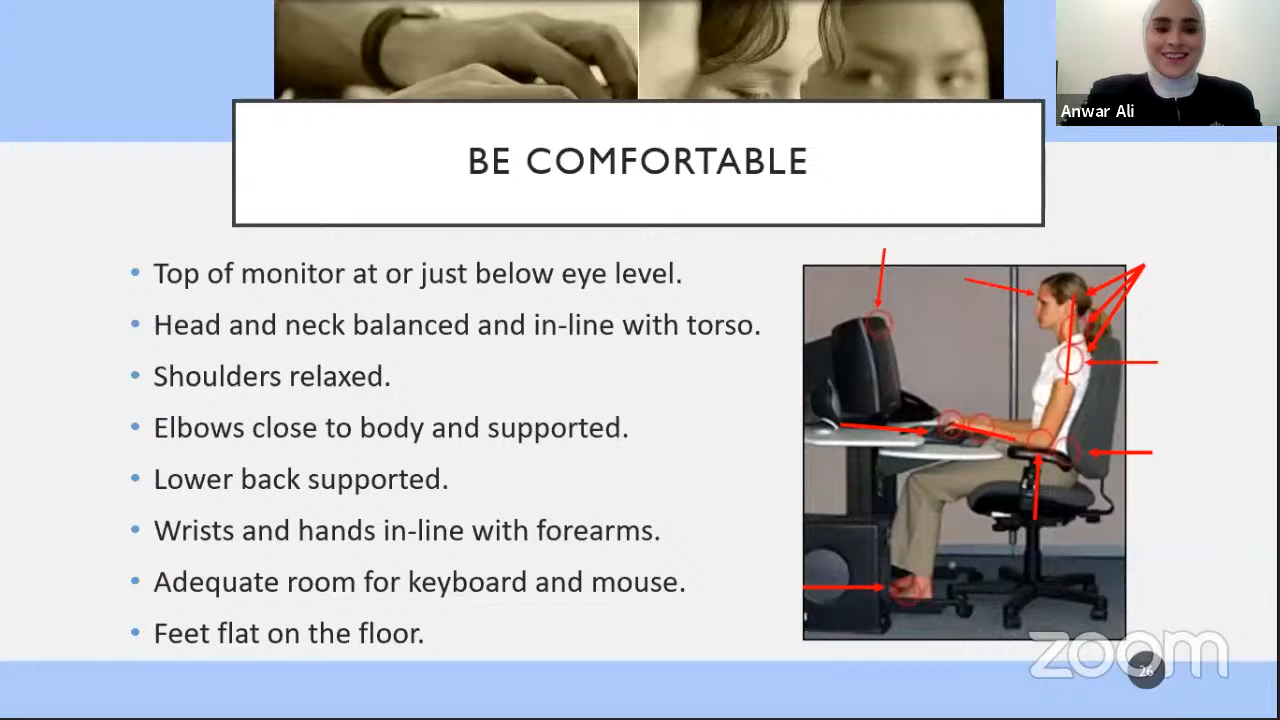 Anwar Ali
BE COMFORTABLE
• Top of monitor at or just below eye level.
• Head and neck balanced and in-line with torso.
• Shoulders relaxed.
• Elbows close to body and supported.
• Lower back supported.
• Wrists and hands in-line with forearms.
• Adequate room for keyboard and mouse.
• Feet flat on the floor.
zoom
26